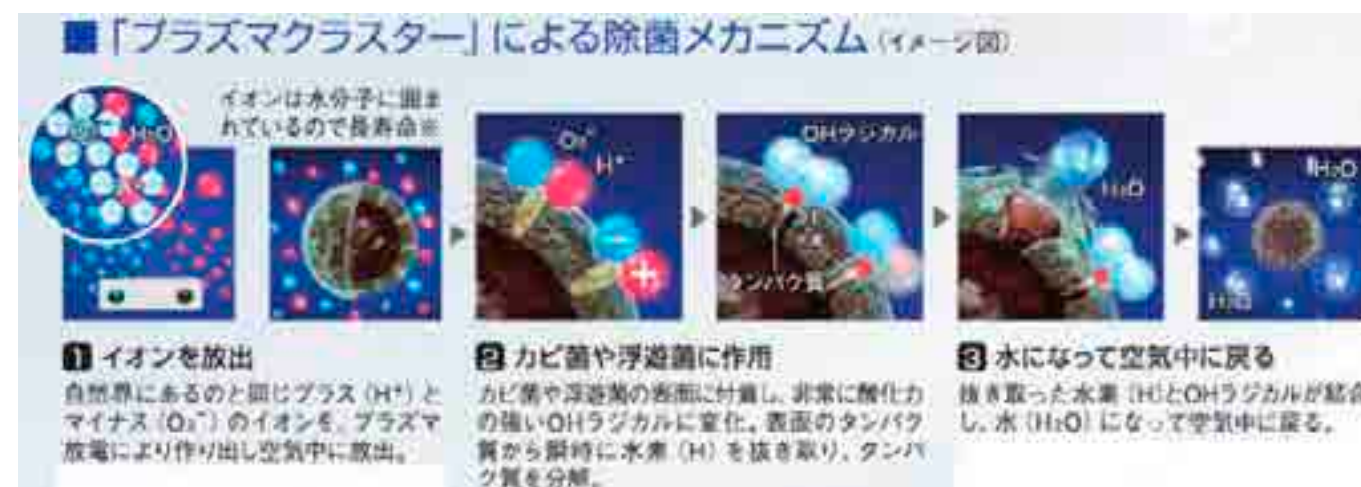 ■「プラズマクラスター」による除菌メカニズム(イメージ図)
イオンは水分子に囲ま
れているので長寿命※
H₂O
O₂⁻
H⁺
OHラジカル
タンパク質
H₂O
H₂O
H₂O
1 イオンを放出
自然界にあるのと同じプラス(H⁺)と
マイナス(O₂⁻)のイオンを、プラズマ
放電により作り出し空気中に放出。
2 カビ菌や浮遊菌に作用
カビ菌や浮遊菌の表面に付着し、非常に酸化力
の強いOHラジカルに変化。表面のタンパク
質から瞬時に水素(H)を抜き取り、タンパ
ク質を分解。
3 水になって空気中に戻る
抜き取った水素(H)とOHラジカルが結合
し、水(H₂O)になって空気中に戻る。